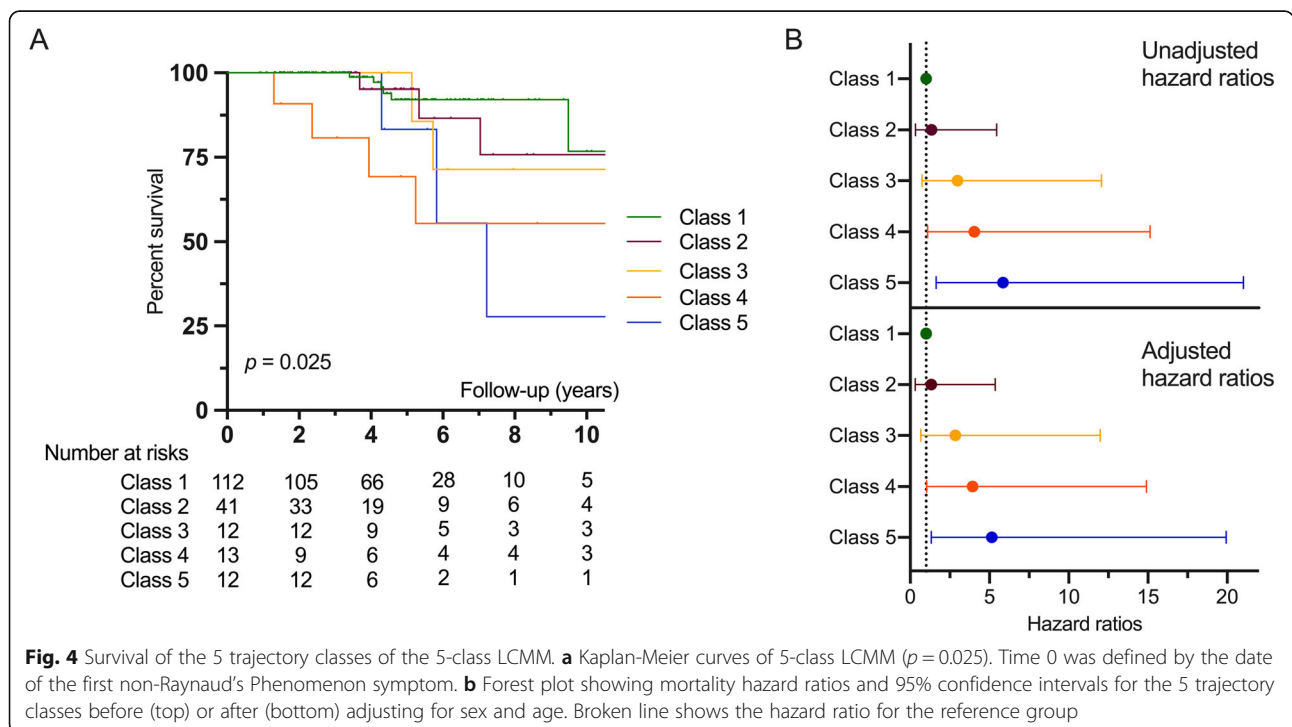 A
100
75
50
25
0
Percent survival
p = 0.025
Follow-up (years)
0 2 4 6 8 10
Class 1
Class 2
Class 3
Class 4
Class 5
Number at risks
Class 1 112 105 66 28 10 5
Class 2 41 33 19 9 6 4
Class 3 12 12 9 5 3 3
Class 4 13 9 6 4 4 3
Class 5 12 12 6 2 1 1
B
Unadjusted
hazard ratios
Class 1
Class 2
Class 3
Class 4
Class 5
Adjusted
hazard ratios
Class 1
Class 2
Class 3
Class 4
Class 5
0 5 10 15 20
Hazard ratios
Fig. 4 Survival of the 5 trajectory classes of the 5-class LCMM. a Kaplan-Meier curves of 5-class LCMM (p = 0.025). Time 0 was defined by the date
of the first non-Raynaud's Phenomenon symptom. b Forest plot showing mortality hazard ratios and 95% confidence intervals for the 5 trajectory
classes before (top) or after (bottom) adjusting for sex and age. Broken line shows the hazard ratio for the reference group